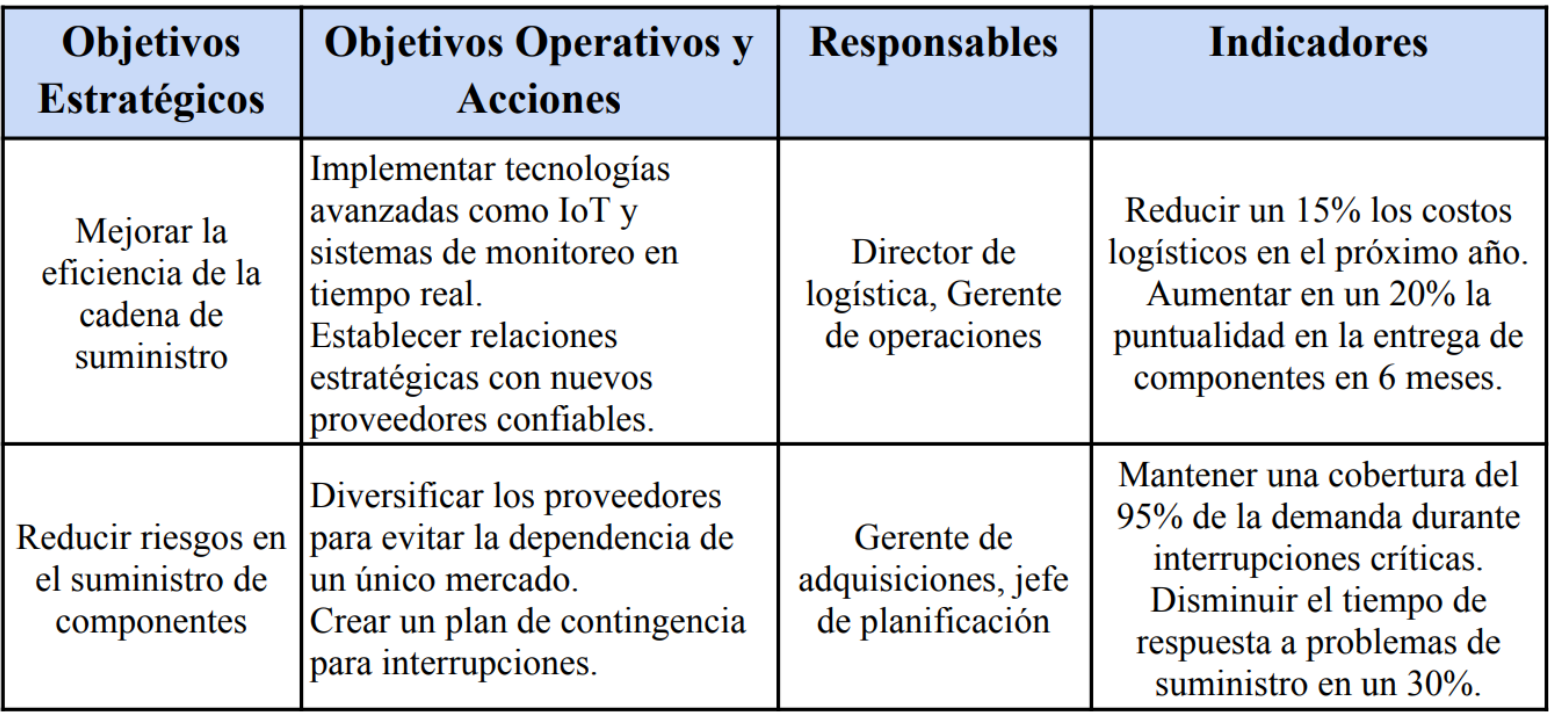 Objetivos
Estratégicos
Objetivos Operativos y
Acciones
Responsables
Indicadores
Mejorar la
eficiencia de la
cadena de
suministro
Implementar tecnologías
avanzadas como IoT y
sistemas de monitoreo en
tiempo real.
Establecer relaciones
estratégicas con nuevos
proveedores confiables.
Director de
logística, Gerente
de operaciones
Reducir un 15% los costos
logísticos en el próximo año.
Aumentar en un 20% la
puntualidad en la entrega de
componentes en 6 meses.
Reducir riesgos en
el suministro de
componentes
Diversificar los proveedores
para evitar la dependencia de
un único mercado.
Crear un plan de contingencia
para interrupciones.
Gerente de
adquisiciones, jefe
de planificación
Mantener una cobertura del
95% de la demanda durante
interrupciones críticas.
Disminuir el tiempo de
respuesta a problemas de
suministro en un 30%.